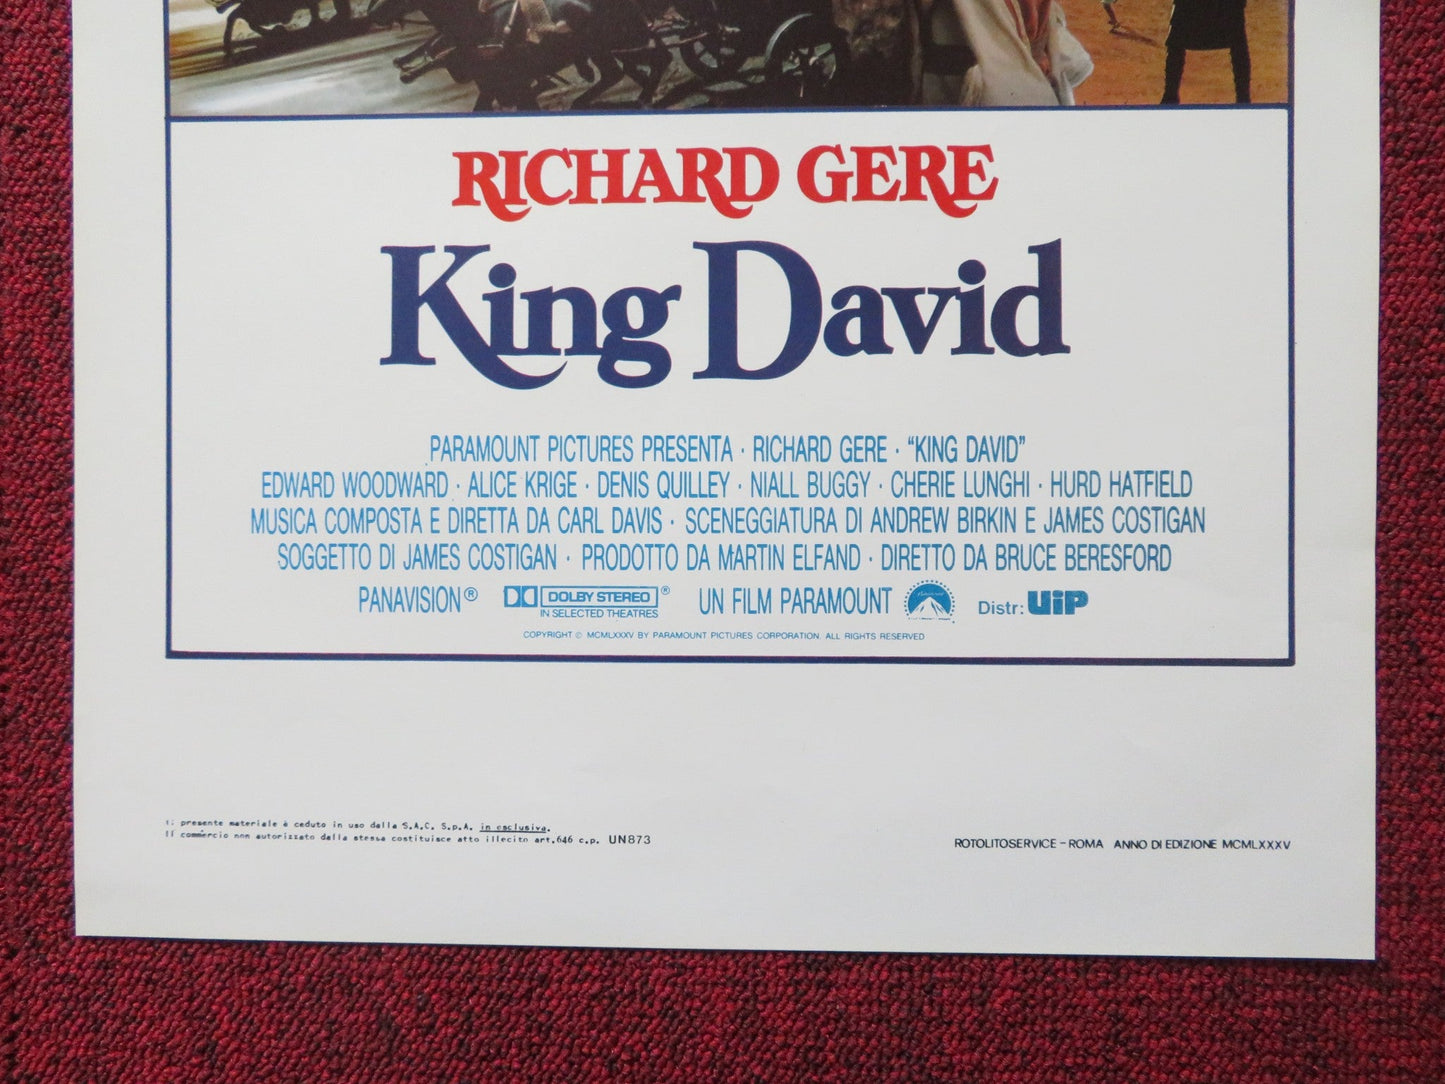 RICHARD GERE
King David
PARAMOUNT PICTURES PRESENTA · RICHARD GERE · “KING DAVID”
EDWARD WOODWARD · ALICE KRIGE · DENIS QUILLEY · NIALL BUGGY · CHERIE LUNGHI · HURD HATFIELD
MUSICA COMPOSTA E DIRETTA DA CARL DAVIS · SCENEGGIATURA DI ANDREW BIRKIN E JAMES COSTIGAN
SOGGETTO DI JAMES COSTIGAN · PRODOTTO DA MARTIN ELFAND · DIRETTO DA BRUCE BERESFORD
PANAVISION® DOLBY STEREO ® UN FILM PARAMOUNT Paramount Distr: UIP
IN SELECTED THEATRES
COPYRIGHT © MCMLXXXV BY PARAMOUNT PICTURES CORPORATION. ALL RIGHTS RESERVED
presente materiale è ceduto in uso dalla S.A.C. S.p.A. in esclusiva.
Il commercio non autorizzato dalla stessa costituisce atto illecito art.646 c.p. UN873
ROTOLITOSERVICE – ROMA ANNO DI EDIZIONE MCMLXXXV